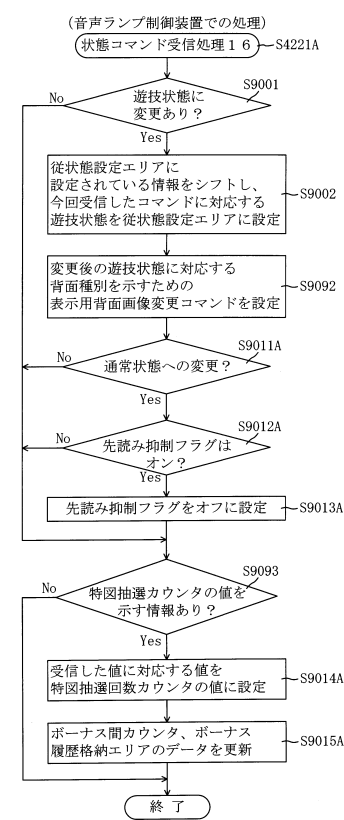 (音声ランプ制御装置での処理)
状態コマンド受信処理16
S4221A
S9001
No
遊技状態に
変更あり？
Yes
従状態設定エリアに
設定されている情報をシフトし、
今回受信したコマンドに対応する
遊技状態を従状態設定エリアに設定
S9002
変更後の遊技状態に対応する
背面種別を示すための
表示用背面画像変更コマンドを設定
S9092
S9011A
No
通常状態への変更？
Yes
S9012A
No
先読み抑制フラグは
オン？
Yes
先読み抑制フラグをオフに設定
S9013A
S9093
No
特図抽選カウンタの値を
示す情報あり？
Yes
受信した値に対応する値を
特図抽選回数カウンタの値に設定
S9014A
ボーナス間カウンタ、ボーナス
履歴格納エリアのデータを更新
S9015A
終了